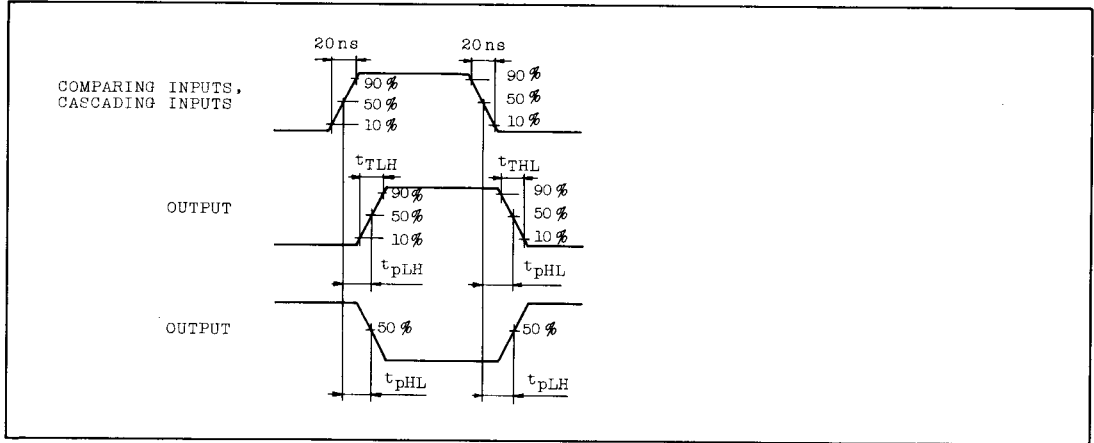 20ns 20ns
COMPARING INPUTS,
CASCADING INPUTS
90% 90%
50% 50%
10% 10%
tTLH tTHL
OUTPUT
90% 90%
50% 50%
10% 10%
tpLH tpHL
OUTPUT
50% 50%
tpHL tpLH